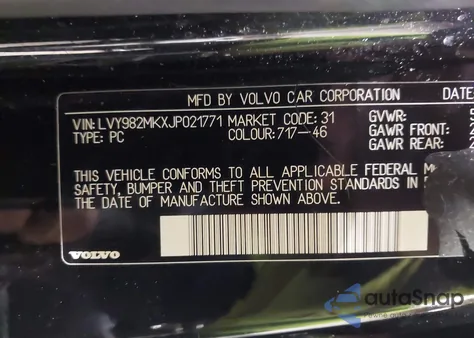 MFD BY VOLVO CAR CORPORATION DATE
VIN: LVY982MKXJP021771 MARKET CODE: 31 GVWR:
TYPE: PC COLOUR: 717-46 GAWR FRONT:
GAWR REAR:
THIS VEHICLE CONFORMS TO ALL APPLICABLE FEDERAL M
SAFETY, BUMPER AND THEFT PREVENTION STANDARDS IN
THE DATE OF MANUFACTURE SHOWN ABOVE.
VOLVO
autoSnap